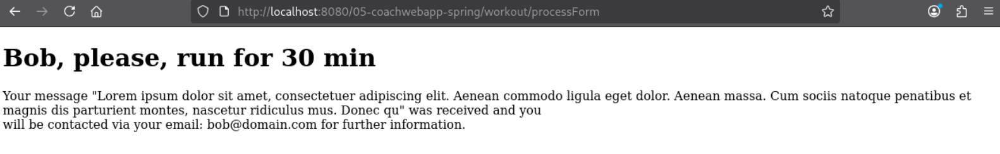 http://localhost:8080/05-coachwebapp-spring/workout/processForm
Bob, please, run for 30 min
Your message "Lorem ipsum dolor sit amet, consectetuer adipiscing elit. Aenean commodo ligula eget dolor. Aenean massa. Cum sociis natoque penatibus et
magnis dis parturient montes, nascetur ridiculus mus. Donec qu" was received and you
will be contacted via your email: bob@domain.com for further information.